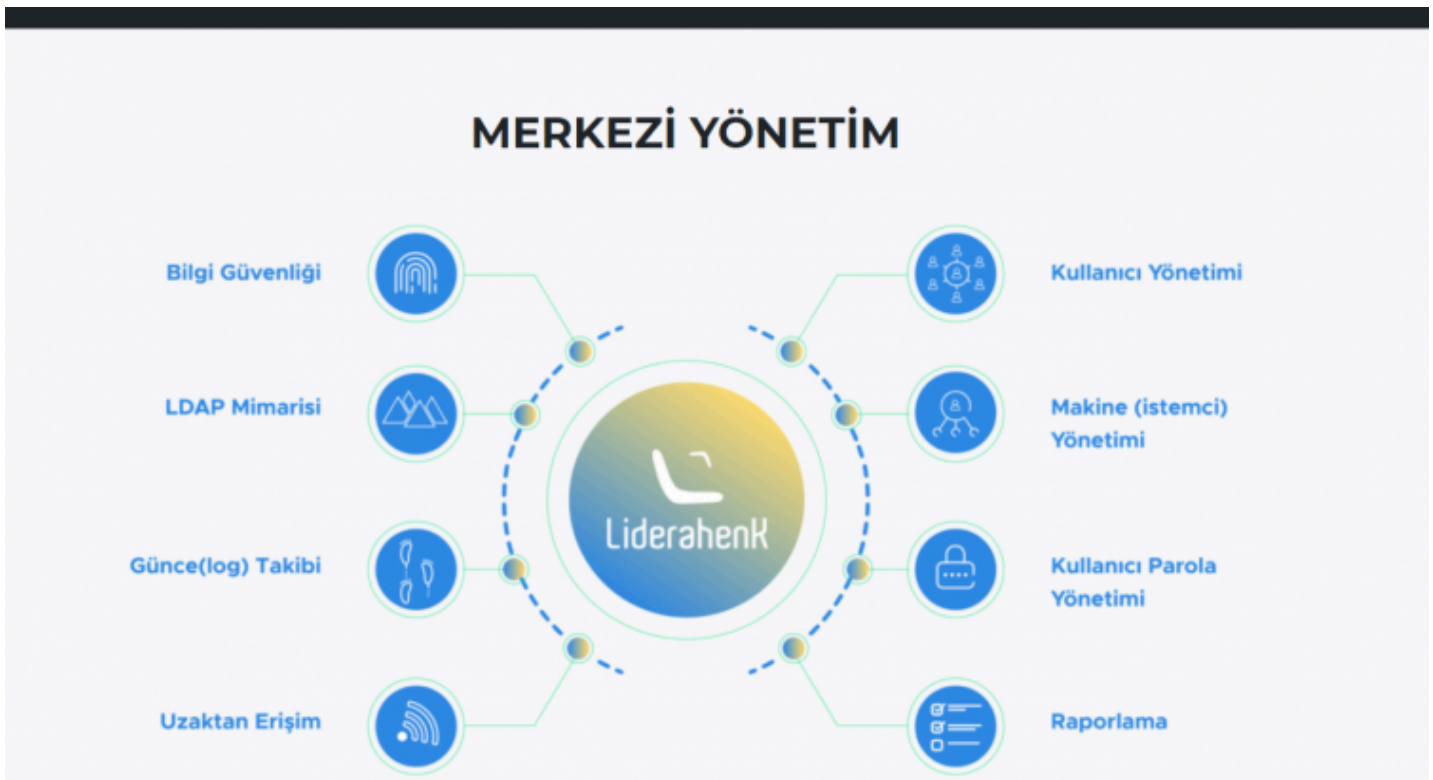 MERKEZİ YÖNETİM
Bilgi Güvenliği
LDAP Mimarisi
Günce(log) Takibi
Uzaktan Erişim
LiderahenK
Kullanıcı Yönetimi
Makine (istemci)
Yönetimi
Kullanıcı Parola
Yönetimi
Raporlama